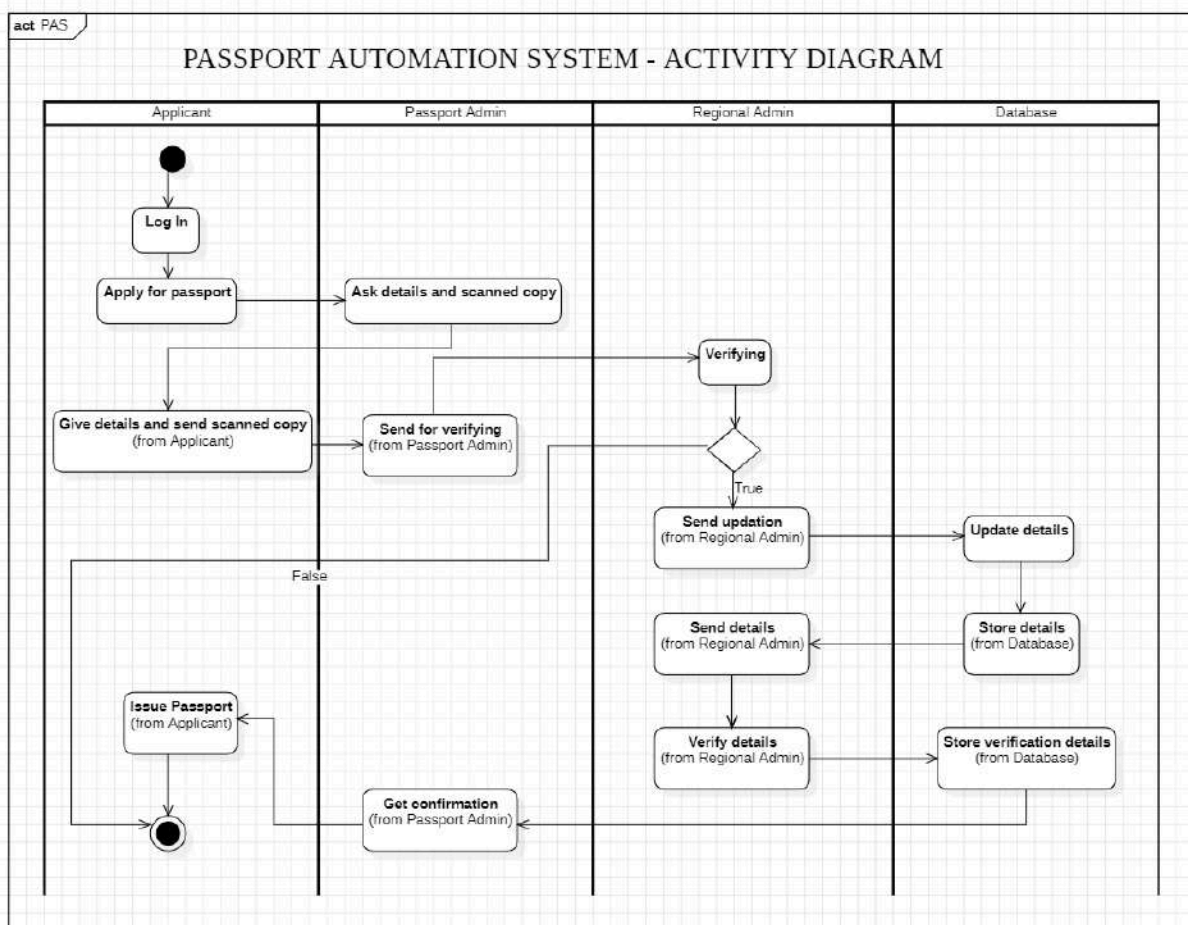 act PAS
PASSPORT AUTOMATION SYSTEM - ACTIVITY DIAGRAM
Applicant
Passport Admin
Regional Admin
Database
Log In
Apply for passport
Ask details and scanned copy
Verifying
Give details and send scanned copy
(from Applicant)
Send for verifying
(from Passport Admin)
True
Send updation
(from Regional Admin)
Update details
False
Send details
(from Regional Admin)
Store details
(from Database)
Issue Passport
(from Applicant)
Verify details
(from Regional Admin)
Store verification details
(from Database)
Get confirmation
(from Passport Admin)